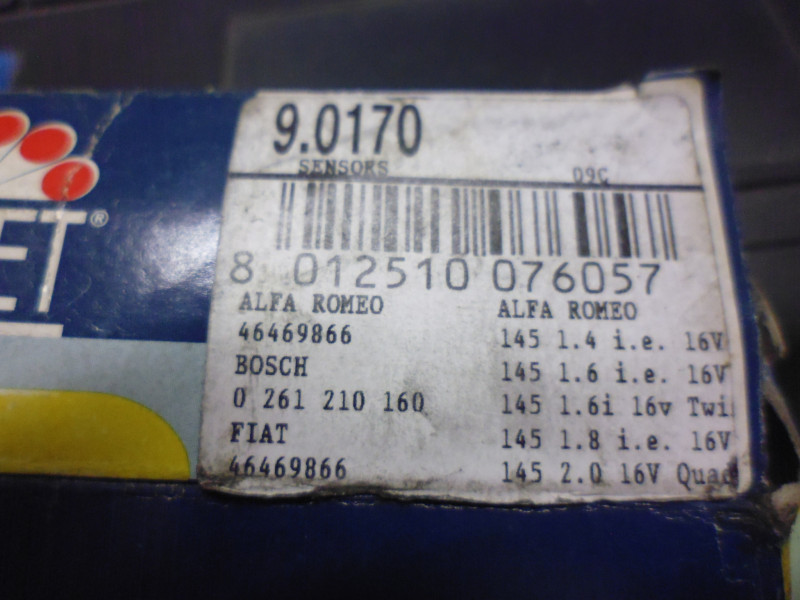 9.0170
SENSORS D9C
8 012510 076057
ALFA ROMEO
46469866
BOSCH
0 261 210 160
FIAT
46469866
ALFA ROMEO
145 1.4 i.e. 16V
145 1.6 i.e. 16V
145 1.6i 16v Twi
145 1.8 i.e. 16V
145 2.0 16V Quad
ET®